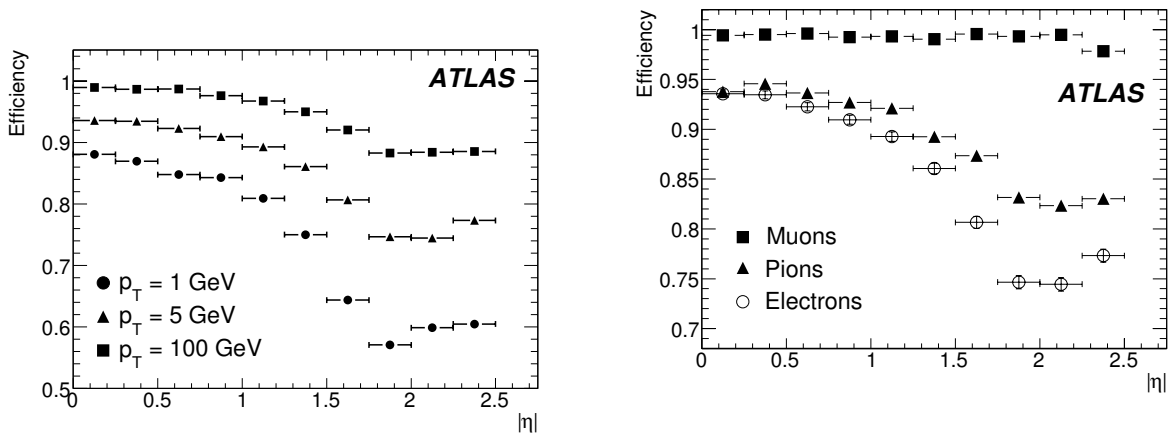 Efficiency
1
0.9
0.8
0.7
0.6
0.5
ATLAS
p_T = 1 GeV
p_T = 5 GeV
p_T = 100 GeV
0 0.5 1 1.5 2 2.5
|η|
Efficiency
1
0.95
0.9
0.85
0.8
0.75
0.7
ATLAS
Muons
Pions
Electrons
0 0.5 1 1.5 2 2.5
|η|